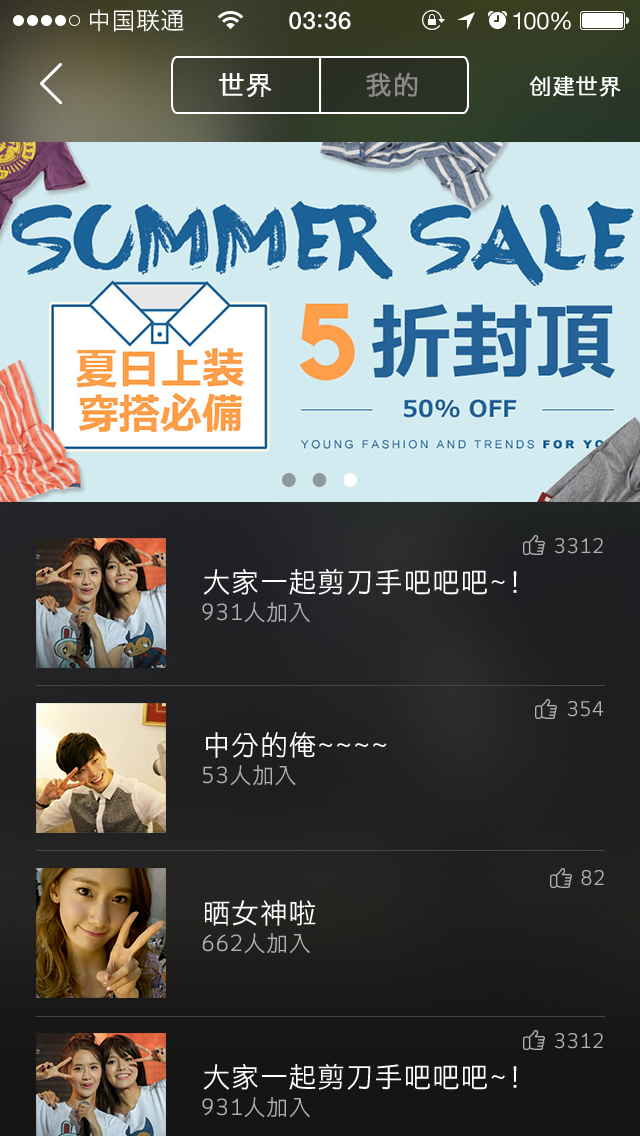 中国联通 03:36 100%
世界 我的 创建世界
SUMMER SALE
夏日上装
穿搭必備
5折封頂
50% OFF
YOUNG FASHION AND TRENDS FOR YO
3312
大家一起剪刀手吧吧吧~!
931人加入
354
中分的俺~~~~
53人加入
82
晒女神啦
662人加入
3312
大家一起剪刀手吧吧吧~!
931人加入